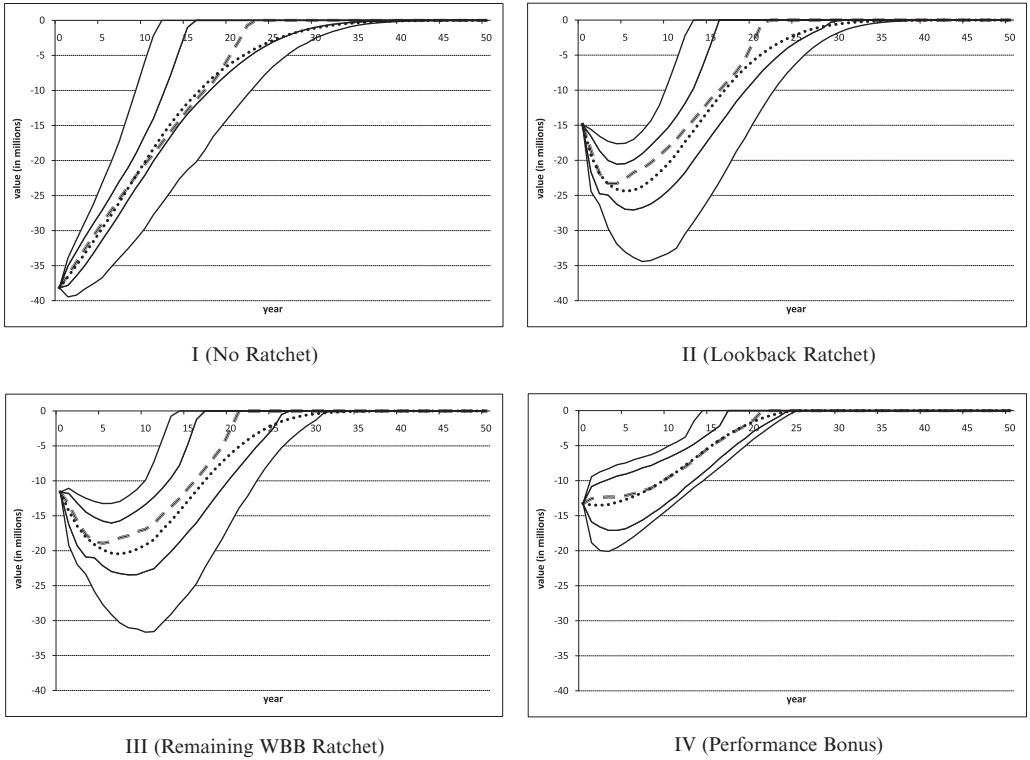 0
-5
-10
-15
-20
-25
-30
-35
-40
0 5 10 15 20 25 30 35 40 45 50
value (in millions)
year
I (No Ratchet)
0
-5
-10
-15
-20
-25
-30
-35
-40
0 5 10 15 20 25 30 35 40 45 50
value (in millions)
year
II (Lookback Ratchet)
0
-5
-10
-15
-20
-25
-30
-35
-40
0 5 10 15 20 25 30 35 40 45 50
value (in millions)
year
III (Remaining WBB Ratchet)
0
-5
-10
-15
-20
-25
-30
-35
-40
0 5 10 15 20 25 30 35 40 45 50
value (in millions)
year
IV (Performance Bonus)